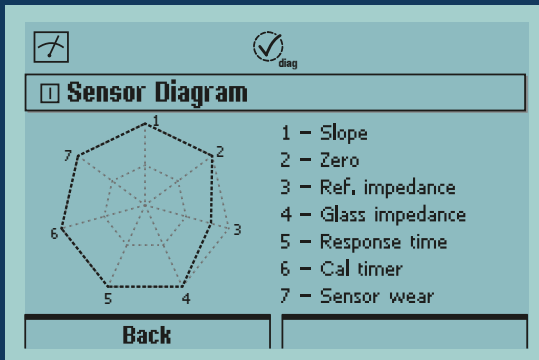 diag
i Sensor Diagram
1 – Slope
2 – Zero
3 – Ref. impedance
4 – Glass impedance
5 – Response time
6 – Cal timer
7 – Sensor wear
1
2
3
4
5
6
7
Back